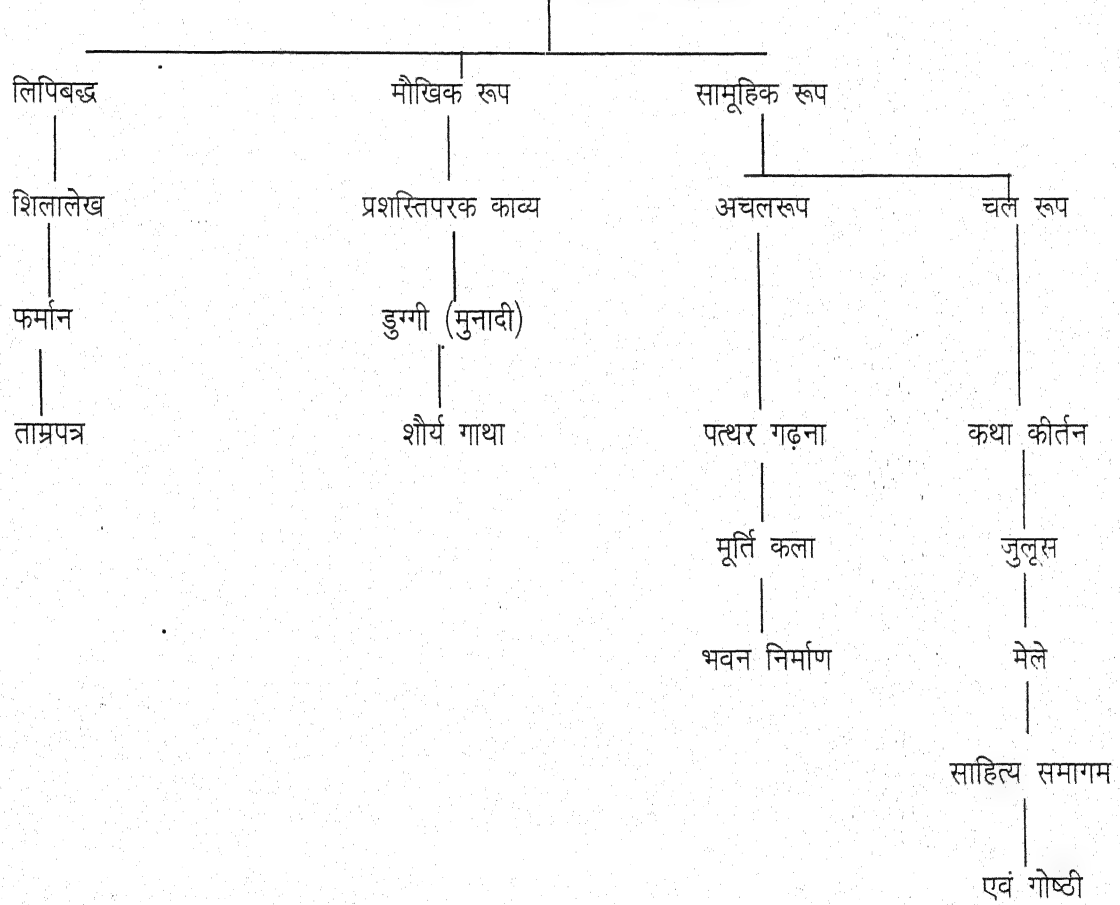 लिपिबद्ध मौखिक रूप सामूहिक रूप
शिलालेख प्रशस्तिपरक काव्य अचलरूप चल रूप
फर्मान डुग्गी (मुनादी)
ताम्रपत्र शौर्य गाथा पत्थर गढ़ना कथा कीर्तन
मूर्ति कला जुलूस
भवन निर्माण मेले
साहित्य समागम
एवं गोष्ठी